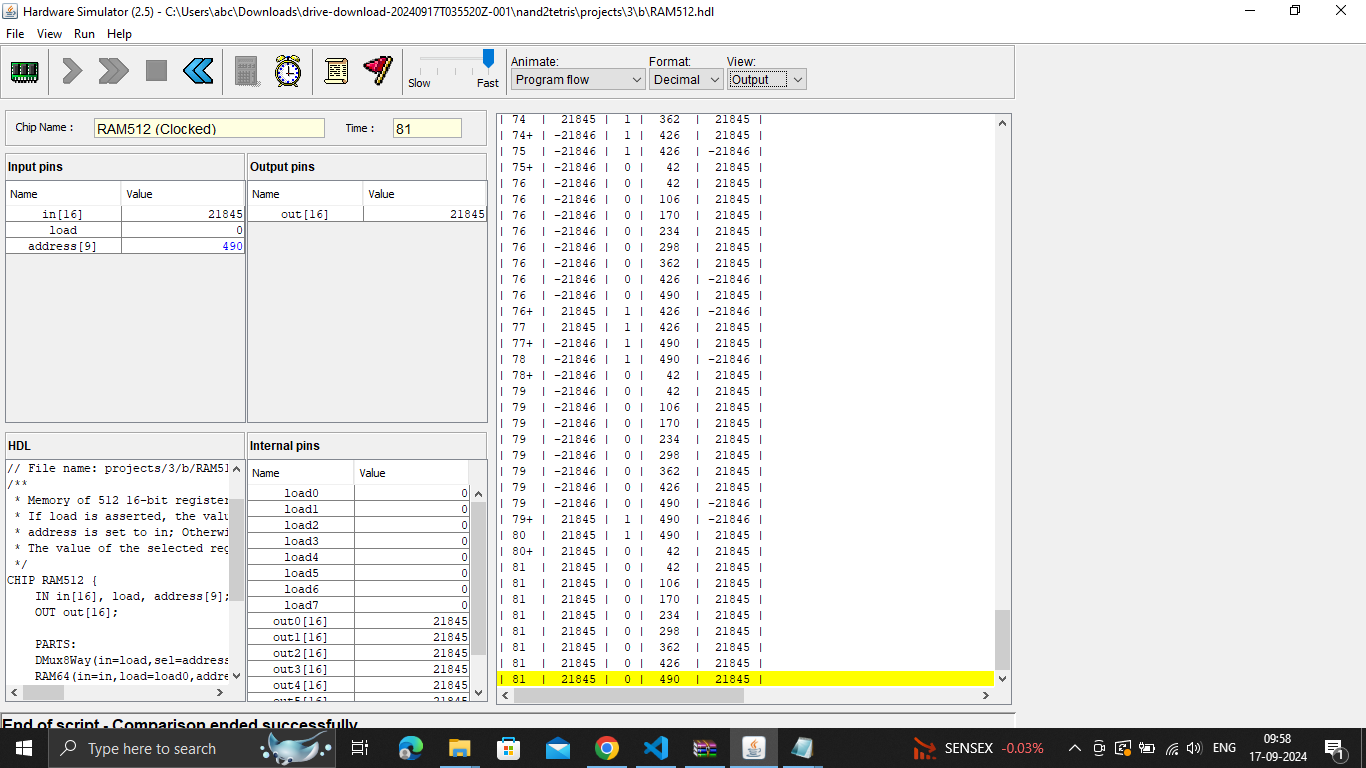 Hardware Simulator (2.5) - C:\Users\abc\Downloads\drive-download-20240917T035520Z-001\nand2tetris\projects\3\b\RAM512.hdl
File View Run Help
Slow Fast
Animate: Format: View:
Program flow Decimal Output
Chip Name : RAM512 (Clocked) Time : 81
Input pins
Name Value
in[16] 21845
load 0
address[9] 490
Output pins
Name Value
out[16] 21845
HDL
// File name: projects/3/b/RAM51
/**
* Memory of 512 16-bit register
* If load is asserted, the valu
* address is set to in; Otherwi
* The value of the selected reg
*/
CHIP RAM512 {
IN in[16], load, address[9];
OUT out[16];
PARTS:
DMux8Way(in=load,sel=address
RAM64(in=in,load=load0,addre
Internal pins
Name Value
load0 0
load1 0
load2 0
load3 0
load4 0
load5 0
load6 0
load7 0
out0[16] 21845
out1[16] 21845
out2[16] 21845
out3[16] 21845
out4[16] 21845
out5[16] 21845
| 74 | 21845 | 1 | 362 | 21845 |
| 74+ | -21846 | 1 | 426 | 21845 |
| 75 | -21846 | 1 | 426 | -21846 |
| 75+ | -21846 | 0 | 42 | 21845 |
| 76 | -21846 | 0 | 42 | 21845 |
| 76 | -21846 | 0 | 106 | 21845 |
| 76 | -21846 | 0 | 170 | 21845 |
| 76 | -21846 | 0 | 234 | 21845 |
| 76 | -21846 | 0 | 298 | 21845 |
| 76 | -21846 | 0 | 362 | 21845 |
| 76 | -21846 | 0 | 426 | -21846 |
| 76 | -21846 | 0 | 490 | 21845 |
| 76+ | 21845 | 1 | 426 | -21846 |
| 77 | 21845 | 1 | 426 | 21845 |
| 77+ | -21846 | 1 | 490 | 21845 |
| 78 | -21846 | 1 | 490 | -21846 |
| 78+ | -21846 | 0 | 42 | 21845 |
| 79 | -21846 | 0 | 42 | 21845 |
| 79 | -21846 | 0 | 106 | 21845 |
| 79 | -21846 | 0 | 170 | 21845 |
| 79 | -21846 | 0 | 234 | 21845 |
| 79 | -21846 | 0 | 298 | 21845 |
| 79 | -21846 | 0 | 362 | 21845 |
| 79 | -21846 | 0 | 426 | 21845 |
| 79 | -21846 | 0 | 490 | -21846 |
| 79+ | 21845 | 1 | 490 | -21846 |
| 80 | 21845 | 1 | 490 | 21845 |
| 80+ | 21845 | 0 | 42 | 21845 |
| 81 | 21845 | 0 | 42 | 21845 |
| 81 | 21845 | 0 | 106 | 21845 |
| 81 | 21845 | 0 | 170 | 21845 |
| 81 | 21845 | 0 | 234 | 21845 |
| 81 | 21845 | 0 | 298 | 21845 |
| 81 | 21845 | 0 | 362 | 21845 |
| 81 | 21845 | 0 | 426 | 21845 |
| 81 | 21845 | 0 | 490 | 21845 |
End of script - Comparison ended successfully
Type here to search
SENSEX -0.03%
ENG
09:58
17-09-2024
1